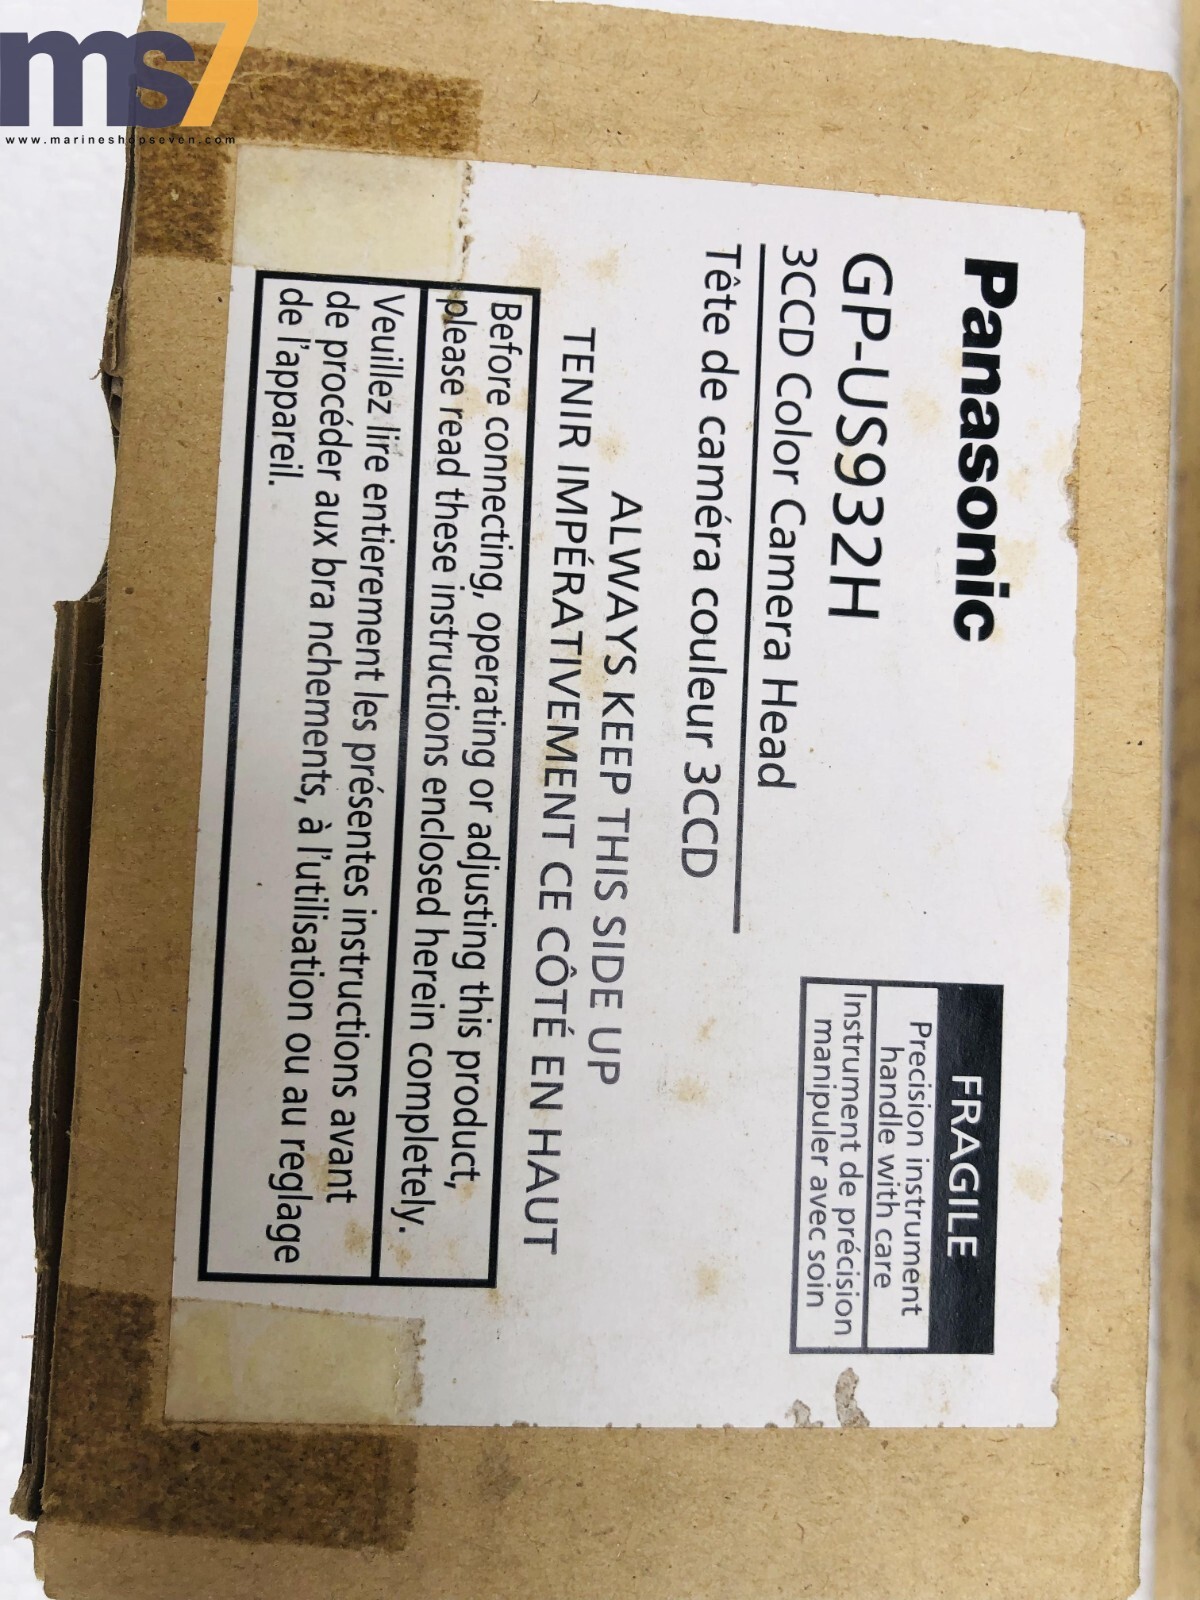 ms7
www.marineshopseven.com
Panasonic
GP-US932H
3CCD Color Camera Head
Tête de caméra couleur 3CCD
FRAGILE
Precision instrument
handle with care
Instrument de précision
manipuler avec soin
ALWAYS KEEP THIS SIDE UP
TENIR IMPÉRATIVEMENT CE CÔTÉ EN HAUT
Before connecting, operating or adjusting this product,
please read these instructions enclosed herein completely.
Veuillez lire entierement les présentes instructions avant
de procéder aux bra nchements, à l'utilisation ou au reglage
de l'appareil.